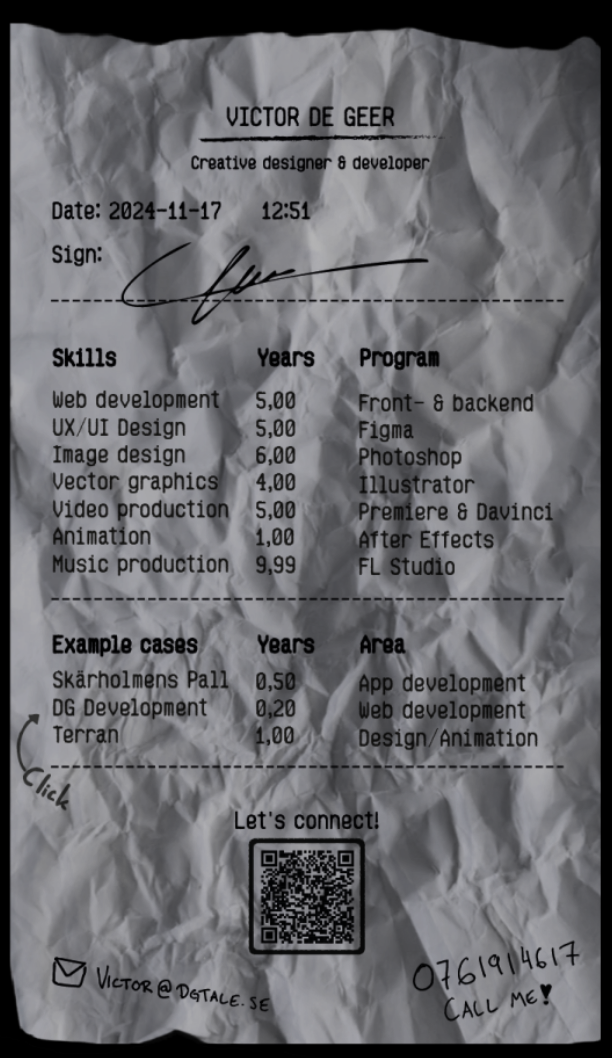 VICTOR DE GEER
Creative designer & developer
Date: 2024-11-17 12:51
Sign:
Skills Years Program
Web development 5,00 Front- & backend
UX/UI Design 5,00 Figma
Image design 6,00 Photoshop
Vector graphics 4,00 Illustrator
Video production 5,00 Premiere & Davinci
Animation 1,00 After Effects
Music production 9,99 FL Studio
Example cases Years Area
Skärholmens Pall 0,50 App development
DG Development 0,20 Web development
Terran 1,00 Design/Animation
Click
Let's connect!
VICTOR@DGTALE.SE
0761914617
CALL ME♥